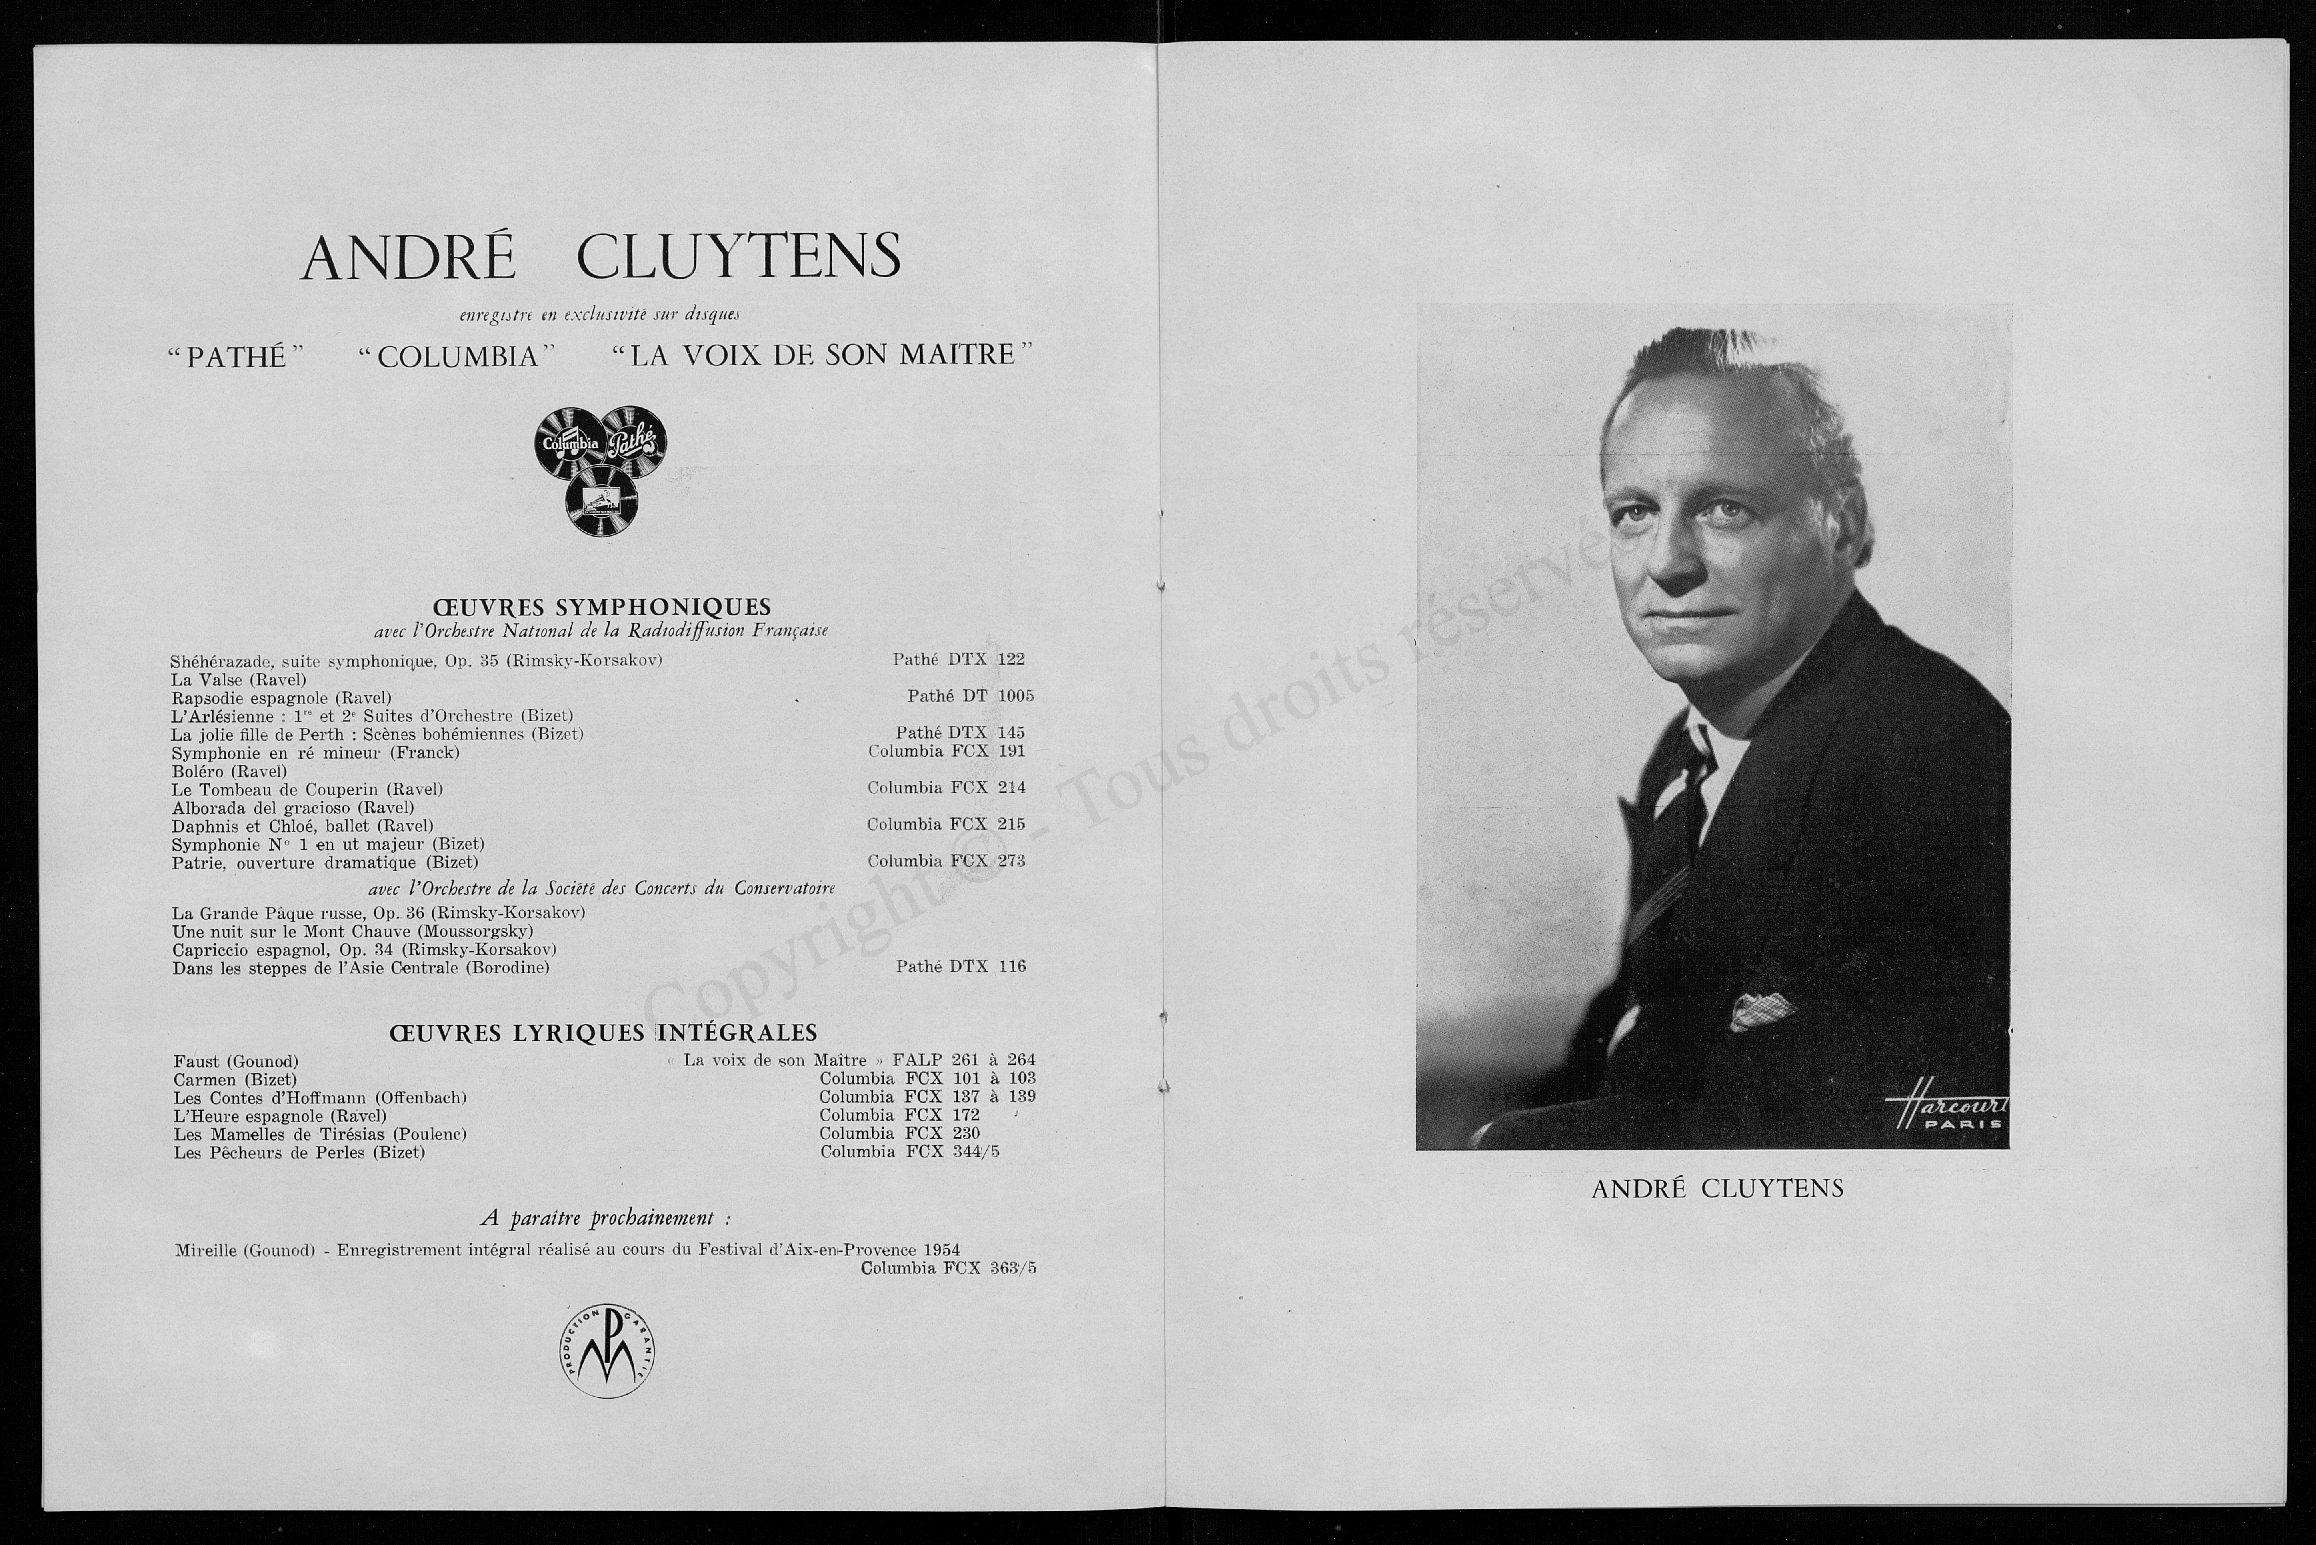 ANDRÉ CLUYTENS
enregistre en exclusivité sur disques
“PATHÉ” “COLUMBIA” “LA VOIX DE SON MAITRE”
Columbia Pathé
ŒUVRES SYMPHONIQUES
avec l'Orchestre National de la Radiodiffusion Française
Shéhérazade, suite symphonique, Op. 35 (Rimsky-Korsakov) Pathé DTX 122
La Valse (Ravel)
Rapsodie espagnole (Ravel) Pathé DT 1005
L'Arlésienne : 1re et 2e Suites d'Orchestre (Bizet)
La jolie fille de Perth : Scènes bohémiennes (Bizet) Pathé DTX 145
Symphonie en ré mineur (Franck) Columbia FCX 191
Boléro (Ravel)
Le Tombeau de Couperin (Ravel) Columbia FCX 214
Alborada del gracioso (Ravel)
Daphnis et Chloé, ballet (Ravel) Columbia FCX 215
Symphonie N° 1 en ut majeur (Bizet)
Patrie, ouverture dramatique (Bizet) Columbia FCX 273
avec l'Orchestre de la Société des Concerts du Conservatoire
La Grande Pâque russe, Op. 36 (Rimsky-Korsakov)
Une nuit sur le Mont Chauve (Moussorgsky)
Capriccio espagnol, Op. 34 (Rimsky-Korsakov)
Dans les steppes de l'Asie Centrale (Borodine) Pathé DTX 116
ŒUVRES LYRIQUES INTÉGRALES
Faust (Gounod) « La voix de son Maître » FALP 261 à 264
Carmen (Bizet) Columbia FCX 101 à 103
Les Contes d'Hoffmann (Offenbach) Columbia FCX 137 à 139
L'Heure espagnole (Ravel) Columbia FCX 172
Les Mamelles de Tirésias (Poulenc) Columbia FCX 230
Les Pêcheurs de Perles (Bizet) Columbia FCX 344/5
A paraître prochainement :
Mireille (Gounod) - Enregistrement intégral réalisé au cours du Festival d'Aix-en-Provence 1954
Columbia FCX 363/5
PRODUCTION GARANTIE
PM
Copyright © - Tous droits réservé
Harcourt
PARIS
ANDRÉ CLUYTENS